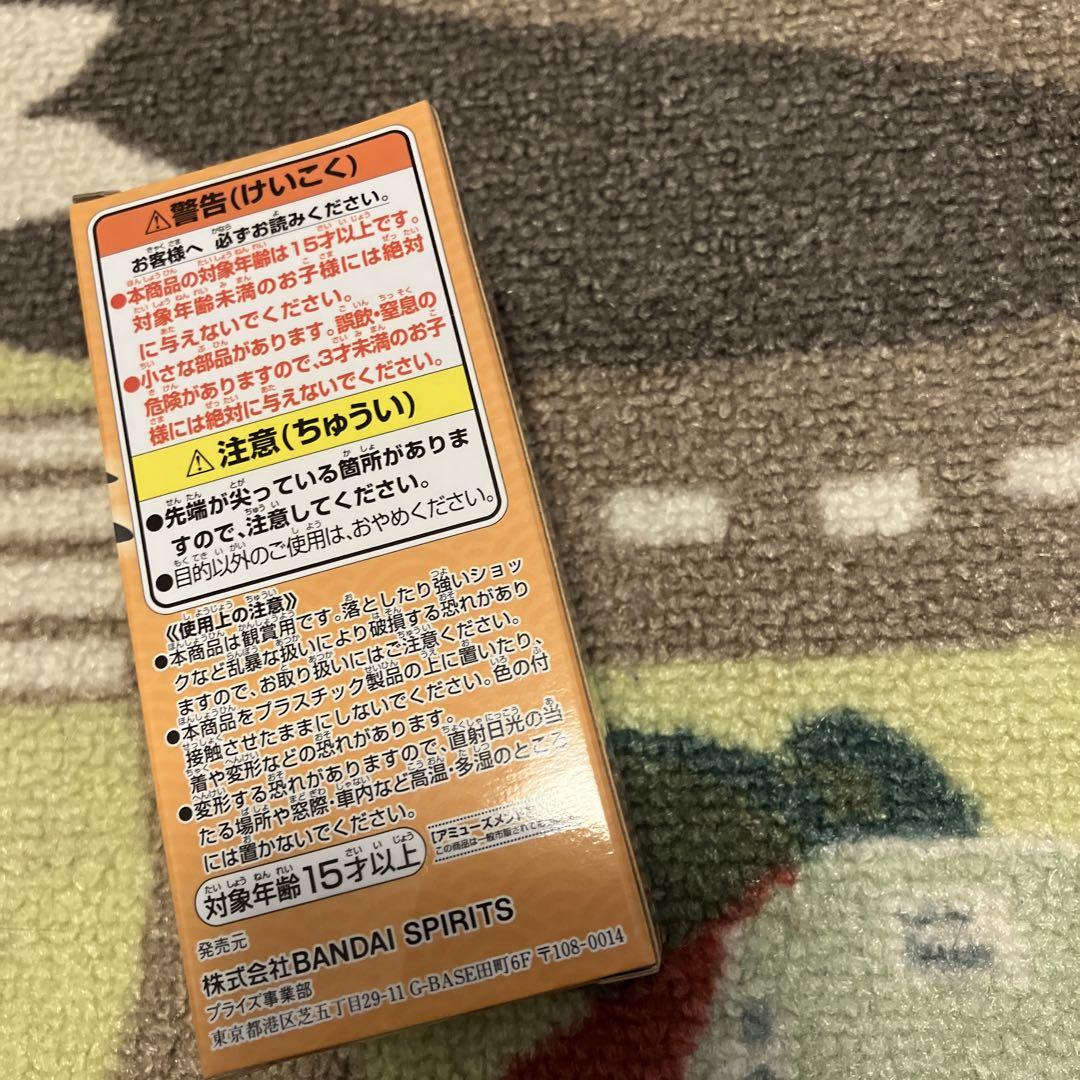 ⚠警告(けいこく)
お客様へ 必ずお読みください。
●本商品の対象年齢は15才以上です。
対象年齢未満のお子様には絶対
に与えないでください。
●小さな部品があります。誤飲・窒息の
危険がありますので、3才未満のお子
様には絶対に与えないでください。
⚠注意(ちゅうい)
●先端が尖っている箇所がありま
すので、注意してください。
●目的以外のご使用は、おやめください。
《使用上の注意》
●本商品は観賞用です。落としたり強いショッ
クなど乱暴な扱いにより破損する恐れがあり
ますので、お取り扱いにはご注意ください。
●本商品をプラスチック製品の上に置いたり、
接触させたままにしないでください。色の付
着や変形などの恐れがあります。
●変形する恐れがありますので、直射日光の当
たる場所や窓際・車内など高温・多湿のところ
には置かないでください。
[アミューズメント
この商品は一般市販されて
対象年齢15才以上
発売元
株式会社BANDAI SPIRITS
プライズ事業部
東京都港区芝五丁目29-11 G-BASE田町6F 〒108-0014